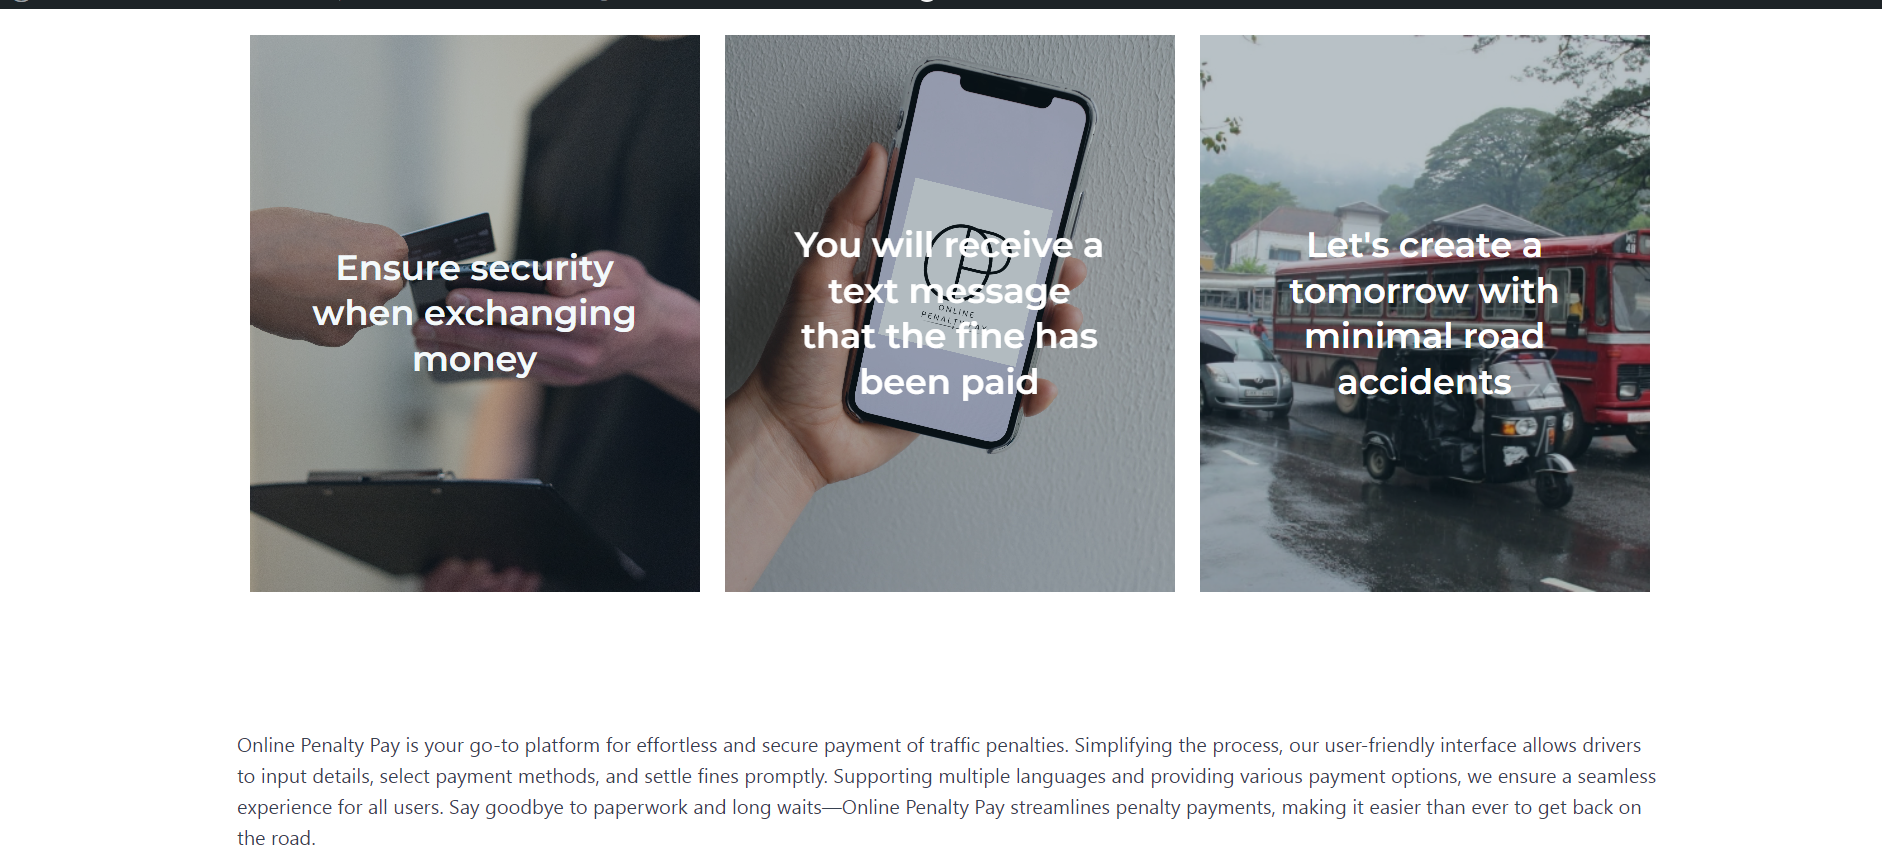 Ensure security
when exchanging
money
You will receive a
text message
that the fine has
been paid
ONLINE
PENALTY PAY
Let's create a
tomorrow with
minimal road
accidents
Online Penalty Pay is your go-to platform for effortless and secure payment of traffic penalties. Simplifying the process, our user-friendly interface allows drivers
to input details, select payment methods, and settle fines promptly. Supporting multiple languages and providing various payment options, we ensure a seamless
experience for all users. Say goodbye to paperwork and long waits—Online Penalty Pay streamlines penalty payments, making it easier than ever to get back on
the road.